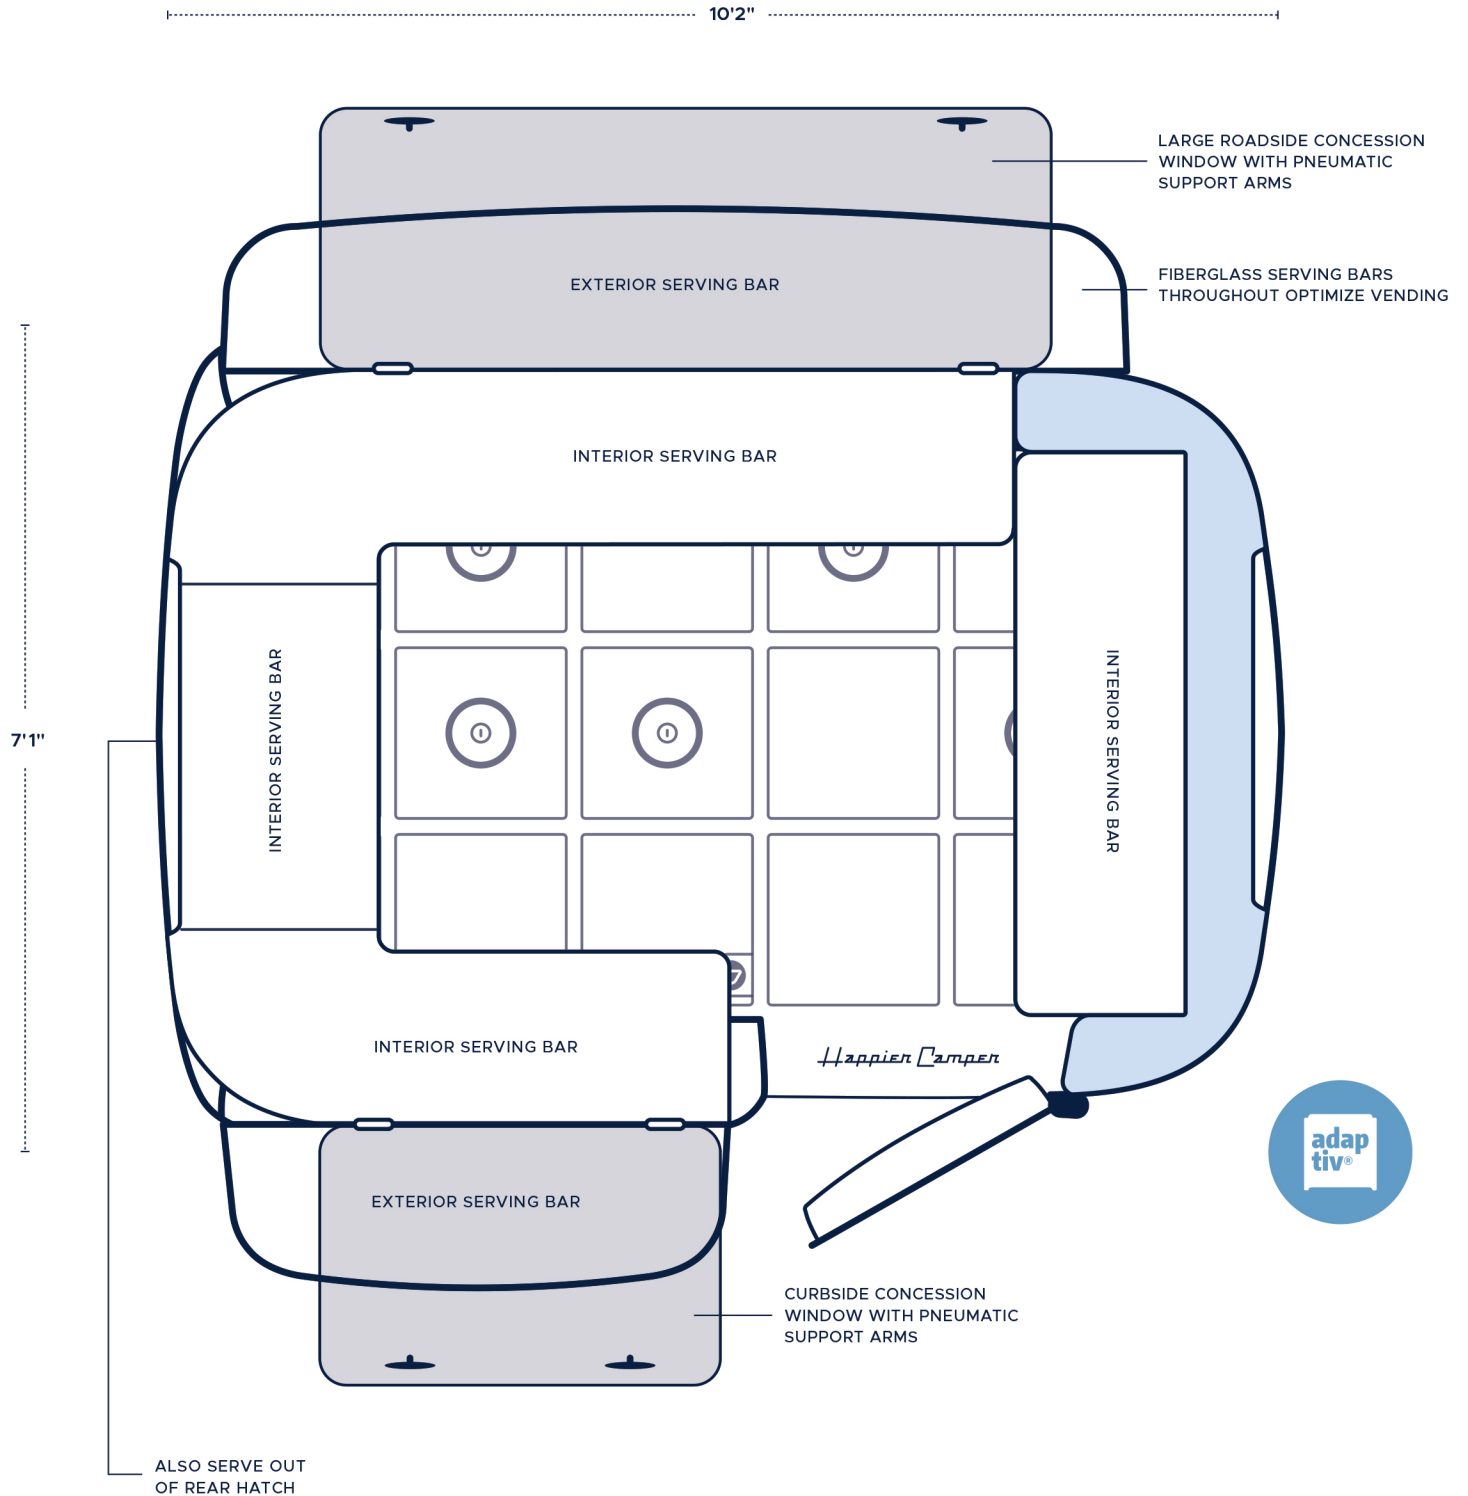 10'2"
LARGE ROADSIDE CONCESSION
WINDOW WITH PNEUMATIC
SUPPORT ARMS
EXTERIOR SERVING BAR
FIBERGLASS SERVING BARS
THROUGHOUT OPTIMIZE VENDING
INTERIOR SERVING BAR
7'1"
INTERIOR SERVING BAR
INTERIOR SERVING BAR
INTERIOR SERVING BAR
Happier Camper
adap
tiv®
EXTERIOR SERVING BAR
CURBSIDE CONCESSION
WINDOW WITH PNEUMATIC
SUPPORT ARMS
ALSO SERVE OUT
OF REAR HATCH